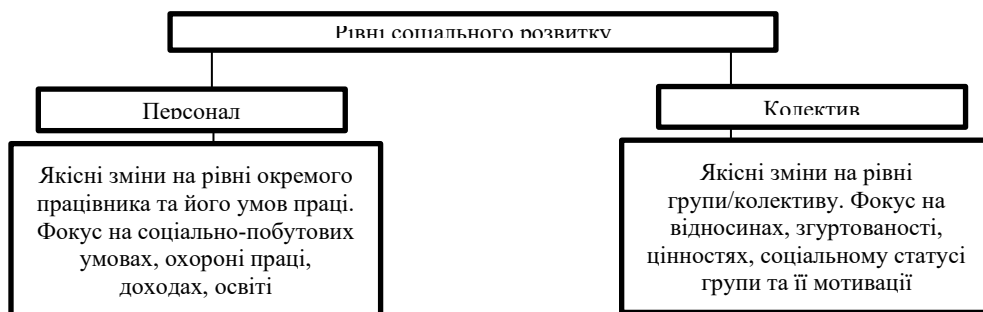 Рівні соціального розвитку
Персонал
Колектив
Якісні зміни на рівні окремого
працівника та його умов праці.
Фокус на соціально-побутових
умовах, охороні праці,
доходах, освіті
Якісні зміни на рівні
групи/колективу. Фокус на
відносинах, згуртованості,
цінностях, соціальному статусі
групи та її мотивації